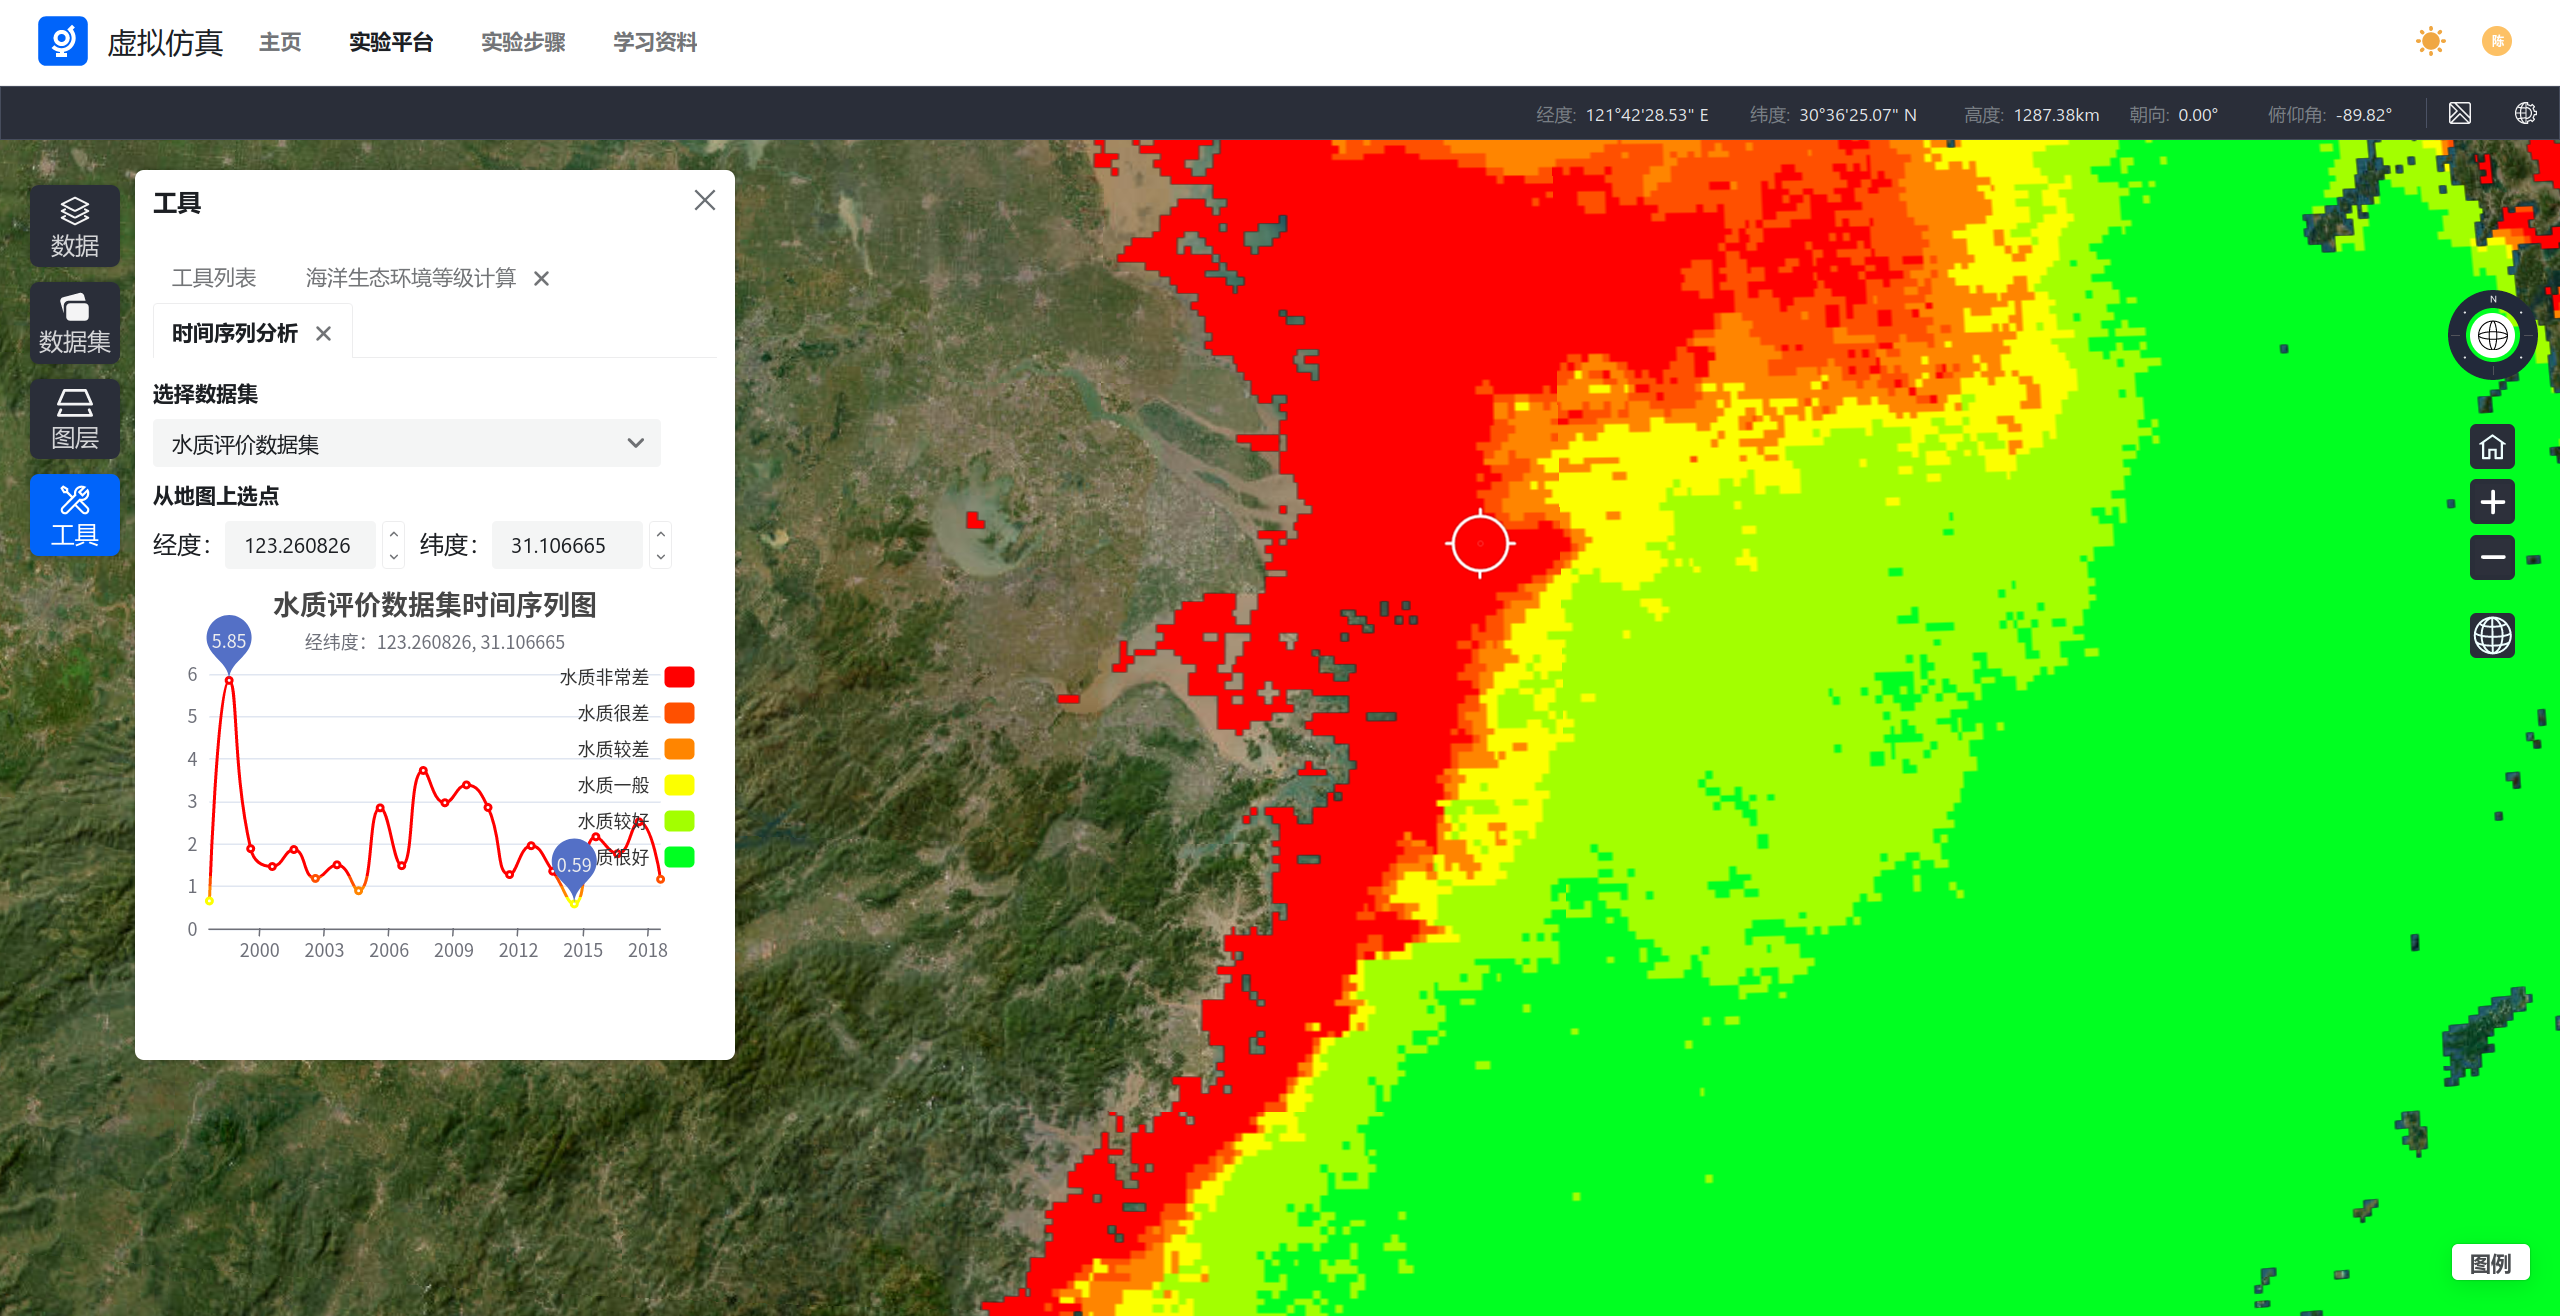 虚拟仿真 主页 实验平台 实验步骤 学习资料 陈
经度: 121°42'28.53" E 纬度: 30°36'25.07" N 高度: 1287.38km 朝向: 0.00° 俯仰角: -89.82°
数据
数据集
图层
工具
工具
工具列表 海洋生态环境等级计算
时间序列分析
选择数据集
水质评价数据集
从地图上选点
经度： 123.260826 纬度： 31.106665
水质评价数据集时间序列图
经纬度：123.260826, 31.106665
5.85
0.59
水质非常差
水质很差
水质较差
水质一般
水质较好
质很好
6
5
4
3
2
1
0
2000 2003 2006 2009 2012 2015 2018
N
图例